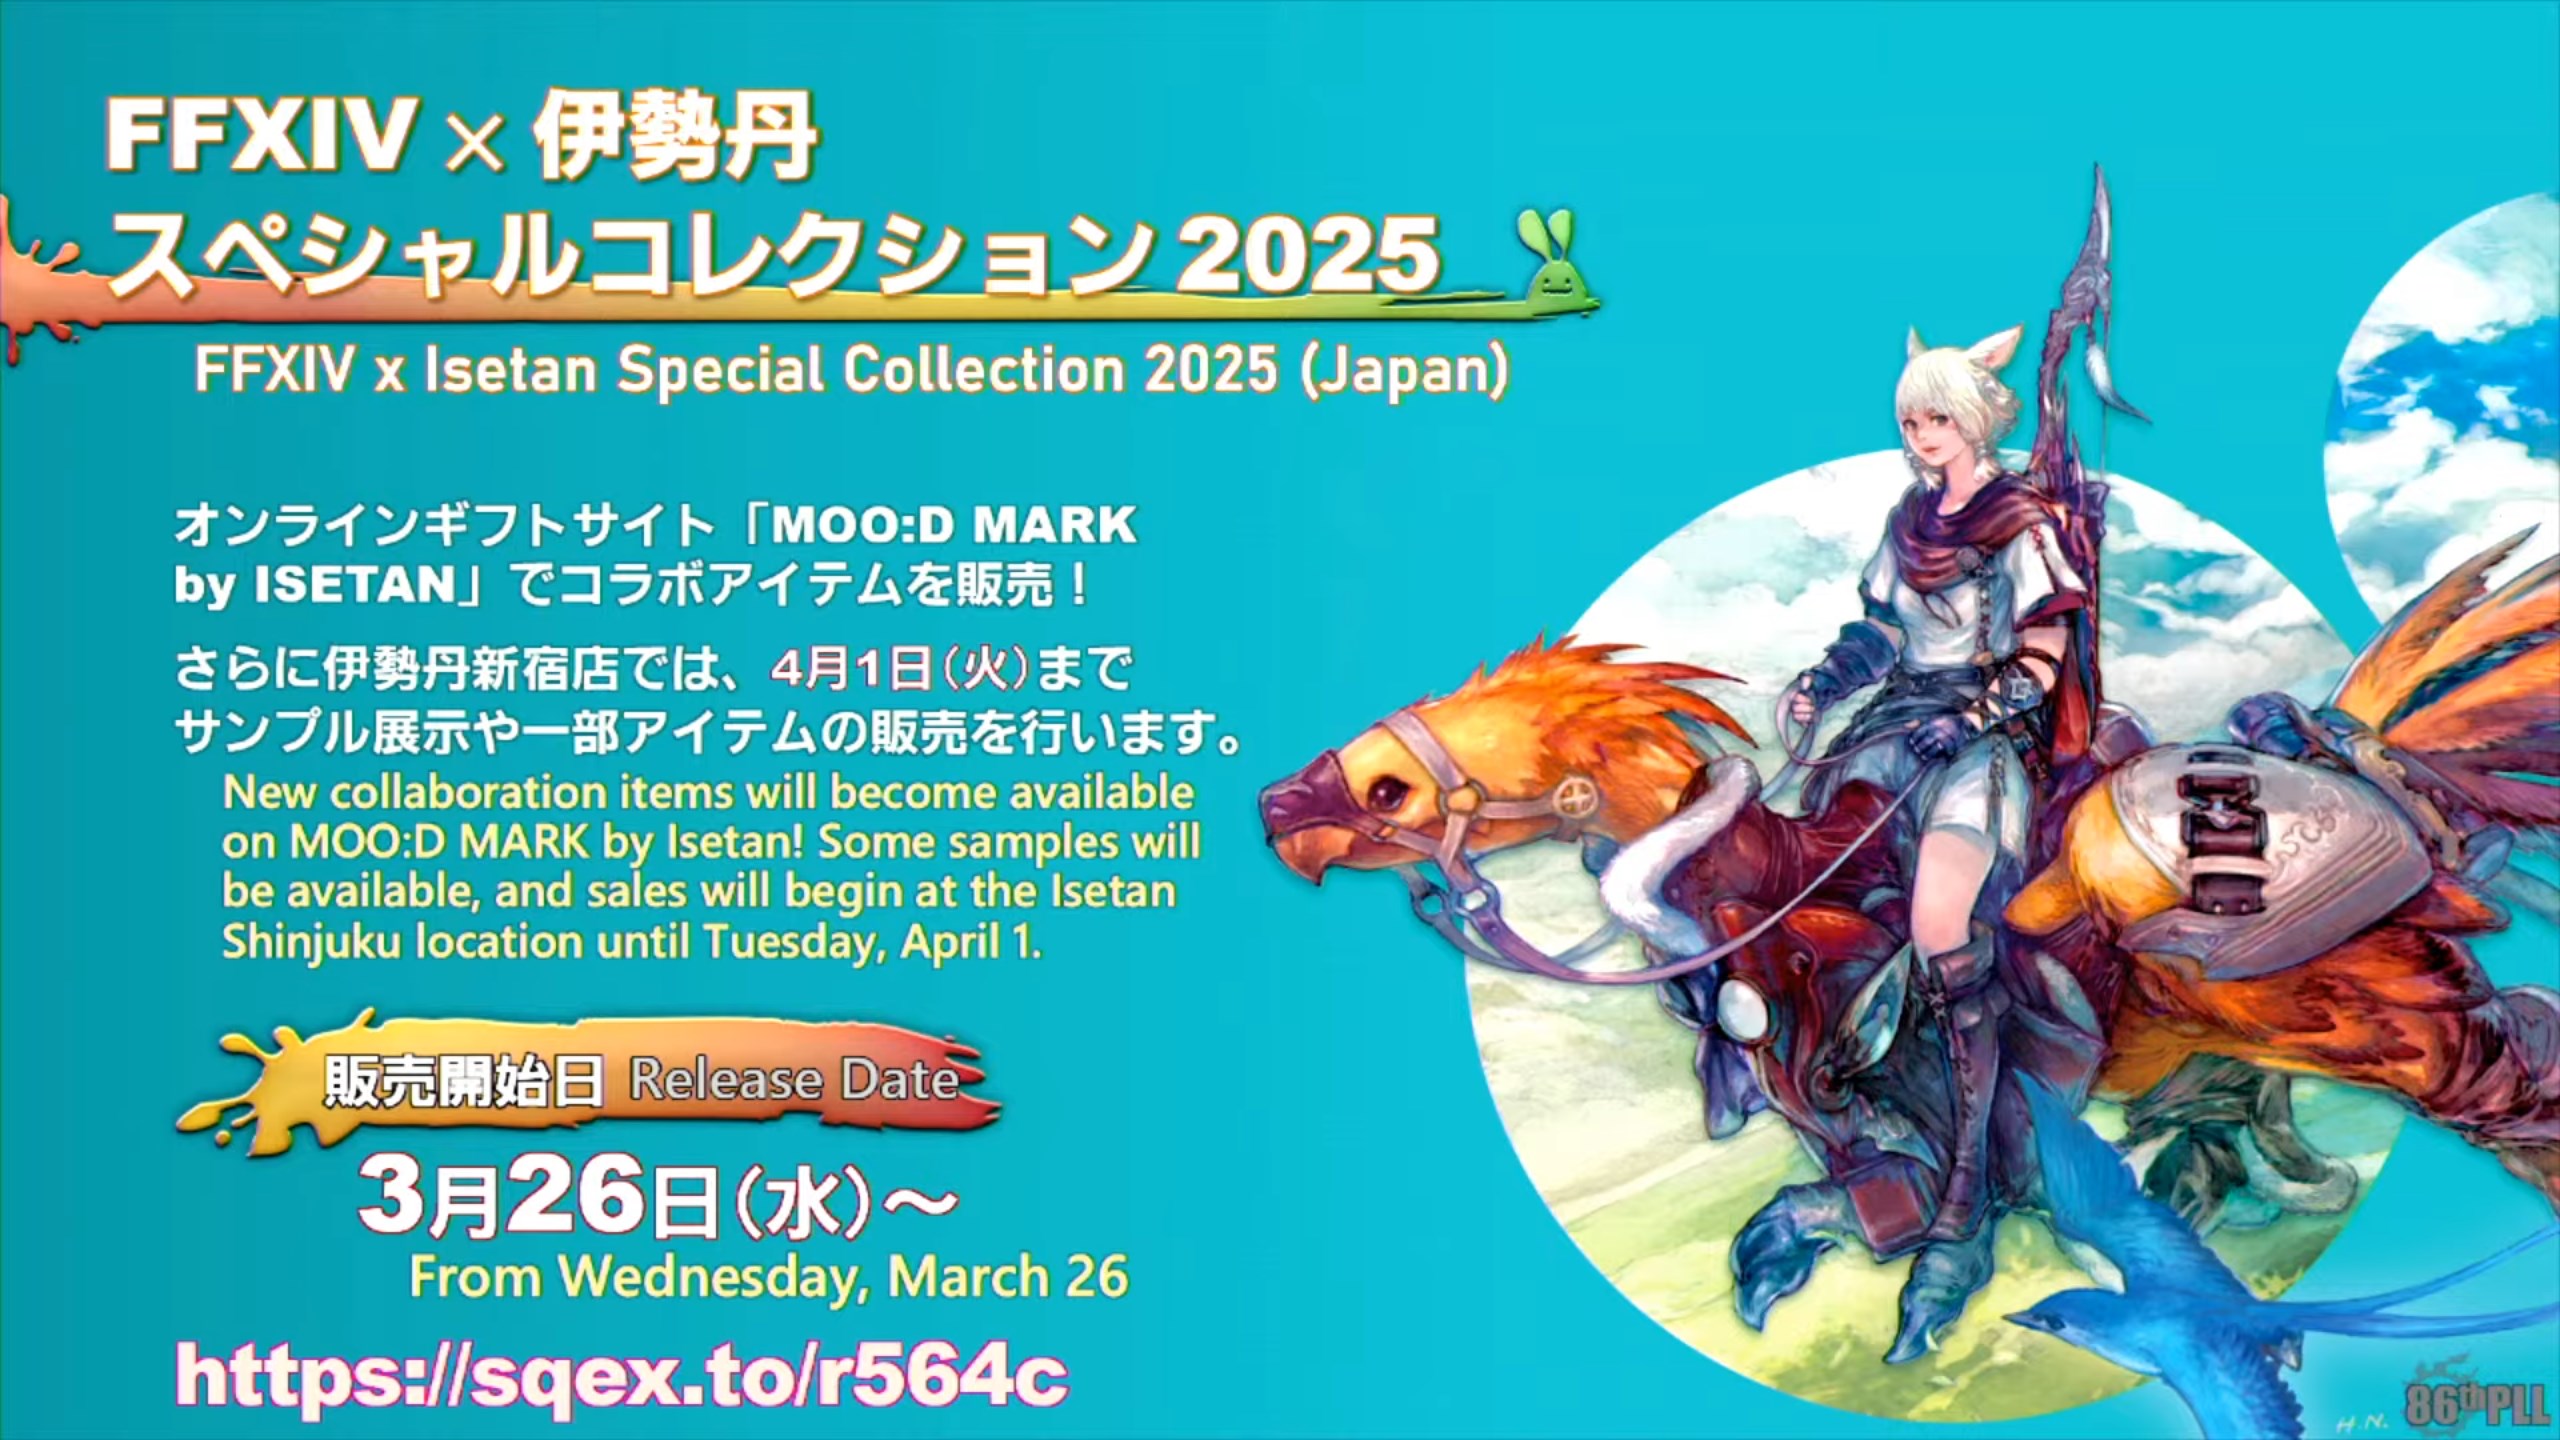 FFXIV × 伊勢丹
スペシャルコレクション2025
FFXIV x Isetan Special Collection 2025 (Japan)
オンラインギフトサイト「MOO:D MARK
by ISETAN」でコラボアイテムを販売！
さらに伊勢丹新宿店では、4月1日（火）まで
サンプル展示や一部アイテムの販売を行います。
New collaboration items will become available
on MOO:D MARK by Isetan! Some samples will
be available, and sales will begin at the Isetan
Shinjuku location until Tuesday, April 1.
販売開始日 Release Date
3月26日（水）～
From Wednesday, March 26
https://sqex.to/r564c
H.N.
86thPLL